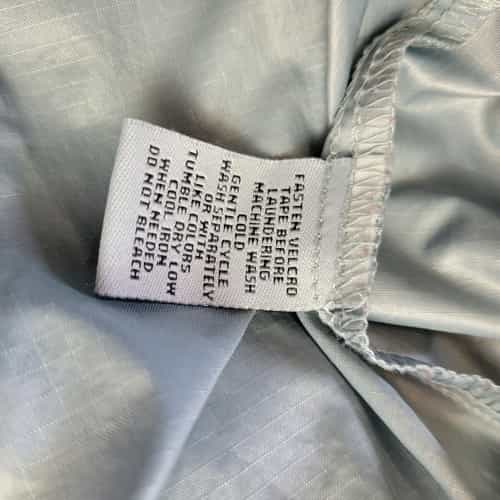 FASTEN VELCRO
TAPE BEFORE
LAUNDERING
MACHINE WASH
COLD
GENTLE CYCLE
WASH SEPARATELY
OR WITH
LIKE COLORS
TUMBLE DRY LOW
COOL IRON
WHEN NEEDED
DO NOT BLEACH